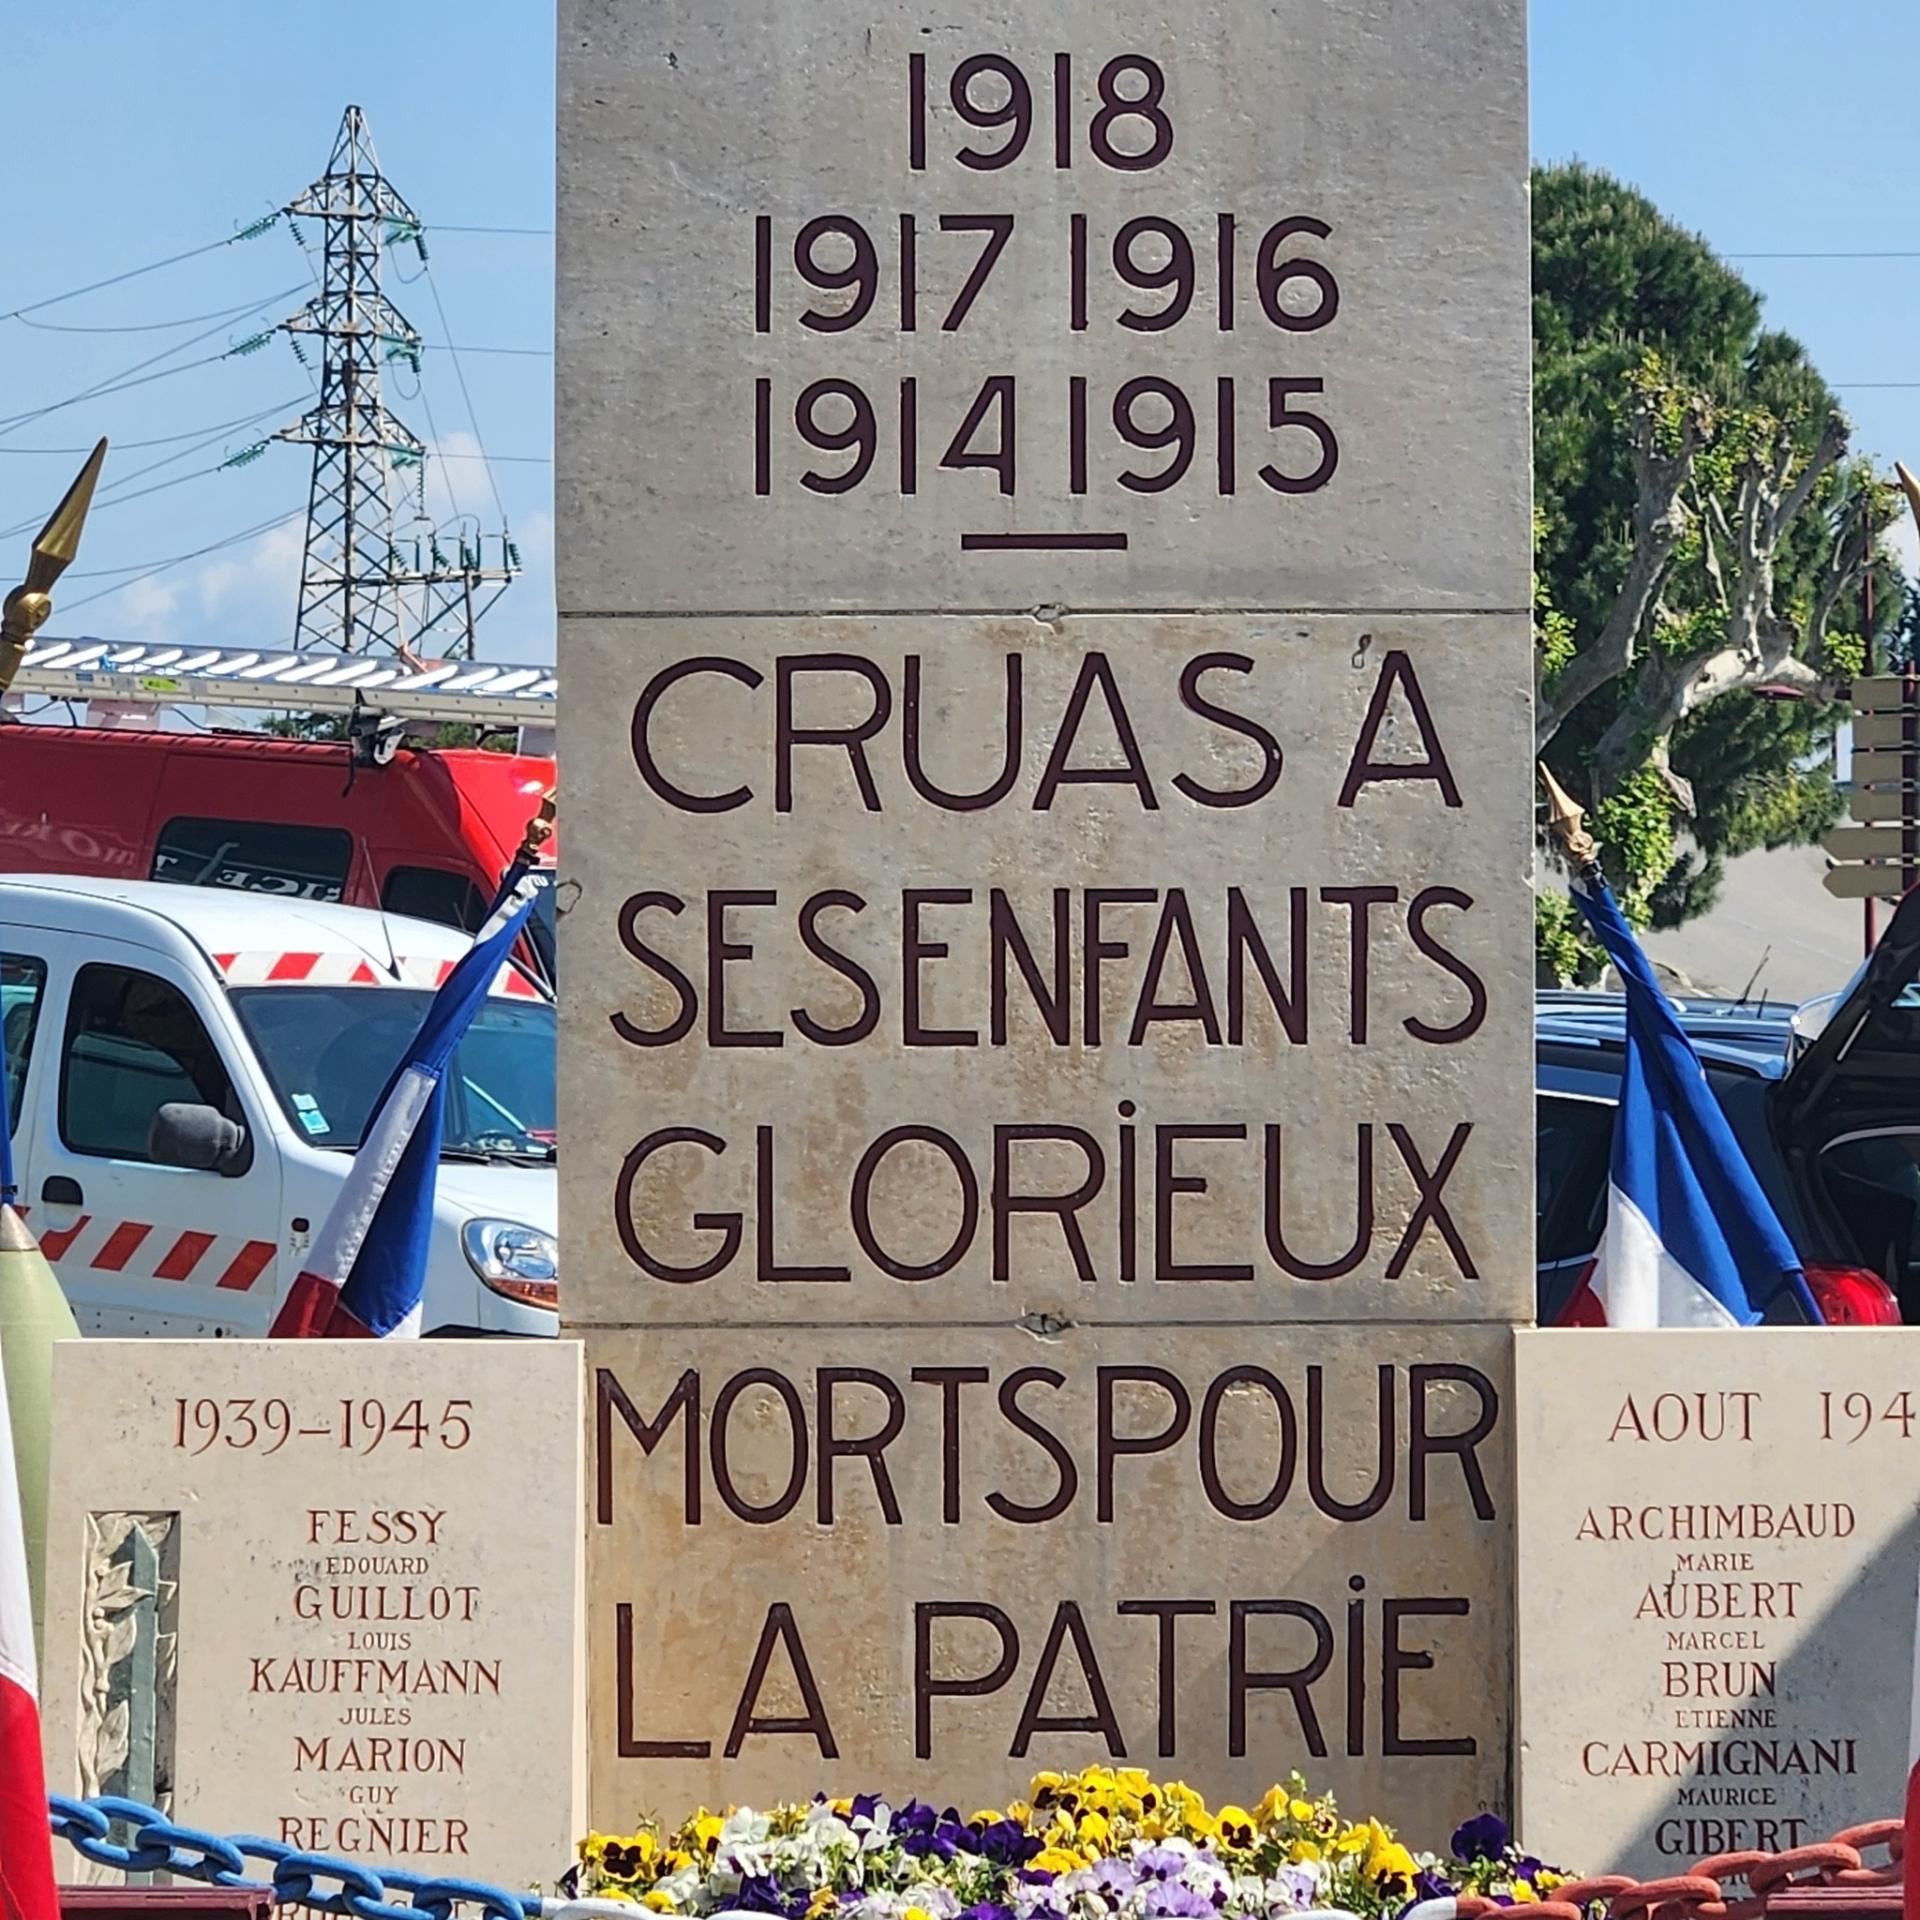 1918
1917 1916
1914 1915
CRUAS A
SES ENFANTS
GLORIEUX
MORTS POUR
LA PATRIE
1939-1945
FESSY
EDOUARD
GUILLOT
LOUIS
KAUFFMANN
JULES
MARION
GUY
REGNIER
AOUT 194
ARCHIMBAUD
MARIE
AUBERT
MARCEL
BRUN
ETIENNE
CARMIGNANI
MAURICE
GIBERT